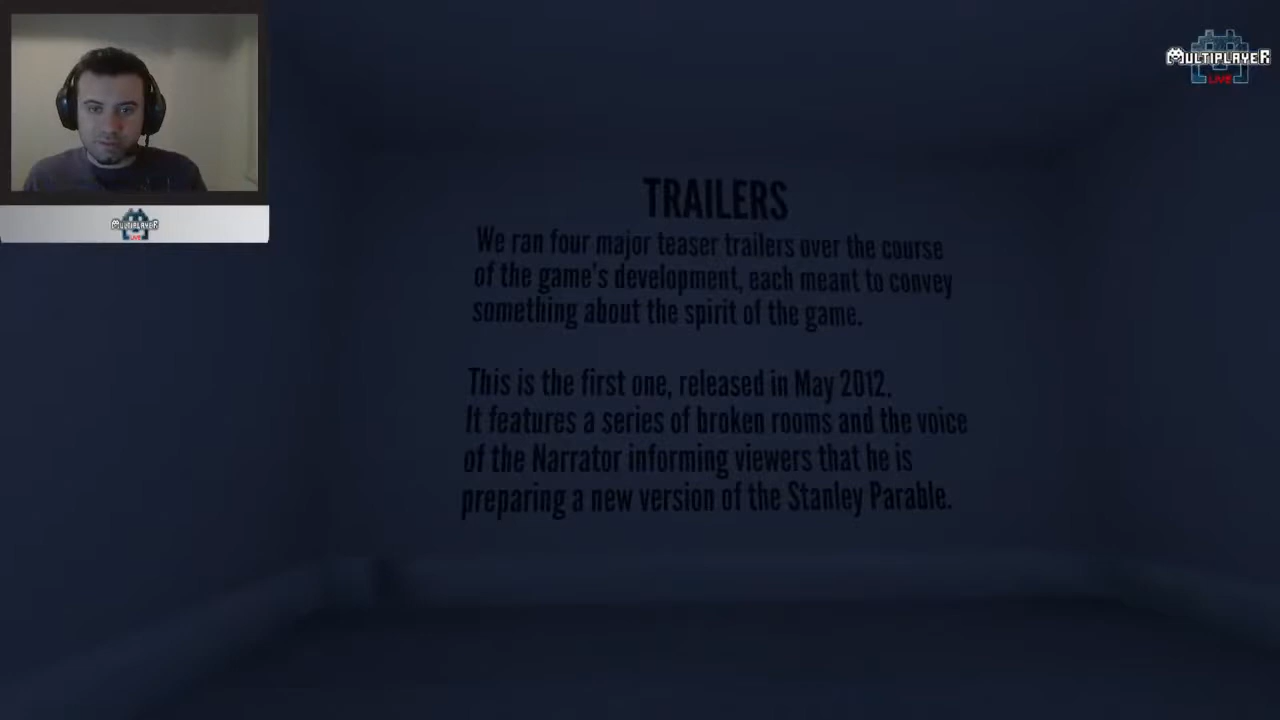 MULTIPLAYER
LIVE
MULTIPLAYER
LIVE
TRAILERS
We ran four major teaser trailers over the course
of the game's development, each meant to convey
something about the spirit of the game.
This is the first one, released in May 2012.
It features a series of broken rooms and the voice
of the Narrator informing viewers that he is
preparing a new version of the Stanley Parable.